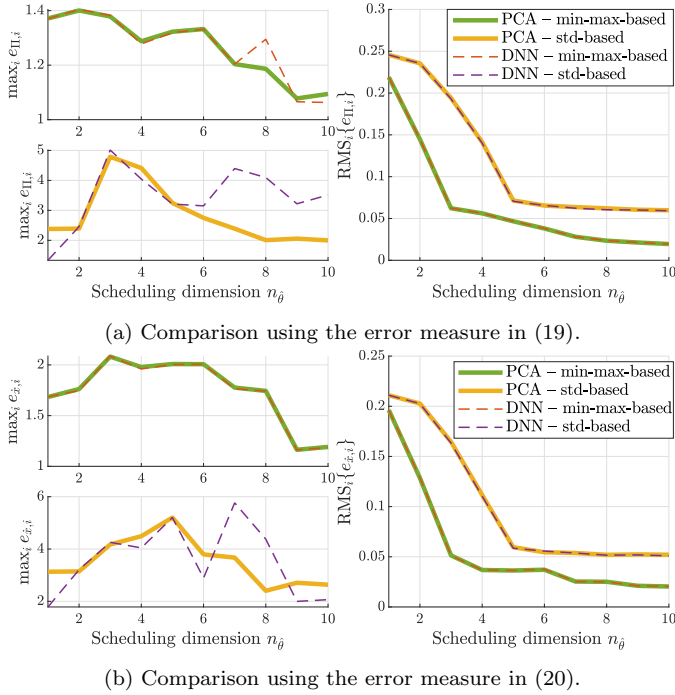 1.4
1.2
1
max_i e_{Π,i}
2 4 6 8 10
5
4
3
2
max_i e_{Π,i}
2 4 6 8 10
Scheduling dimension n_{θ̂}
0.3
0.25
0.2
0.15
0.1
0.05
0
RMS_i{e_{Π,i}}
PCA – min-max-based
PCA – std-based
DNN – min-max-based
DNN – std-based
2 4 6 8 10
Scheduling dimension n_{θ̂}
(a) Comparison using the error measure in (19).
2
1.5
1
max_i e_{ẋ,i}
2 4 6 8 10
6
4
2
max_i e_{ẋ,i}
2 4 6 8 10
Scheduling dimension n_{θ̂}
0.25
0.2
0.15
0.1
0.05
0
RMS_i{e_{ẋ,i}}
PCA – min-max-based
PCA – std-based
DNN – min-max-based
DNN – std-based
2 4 6 8 10
Scheduling dimension n_{θ̂}
(b) Comparison using the error measure in (20).